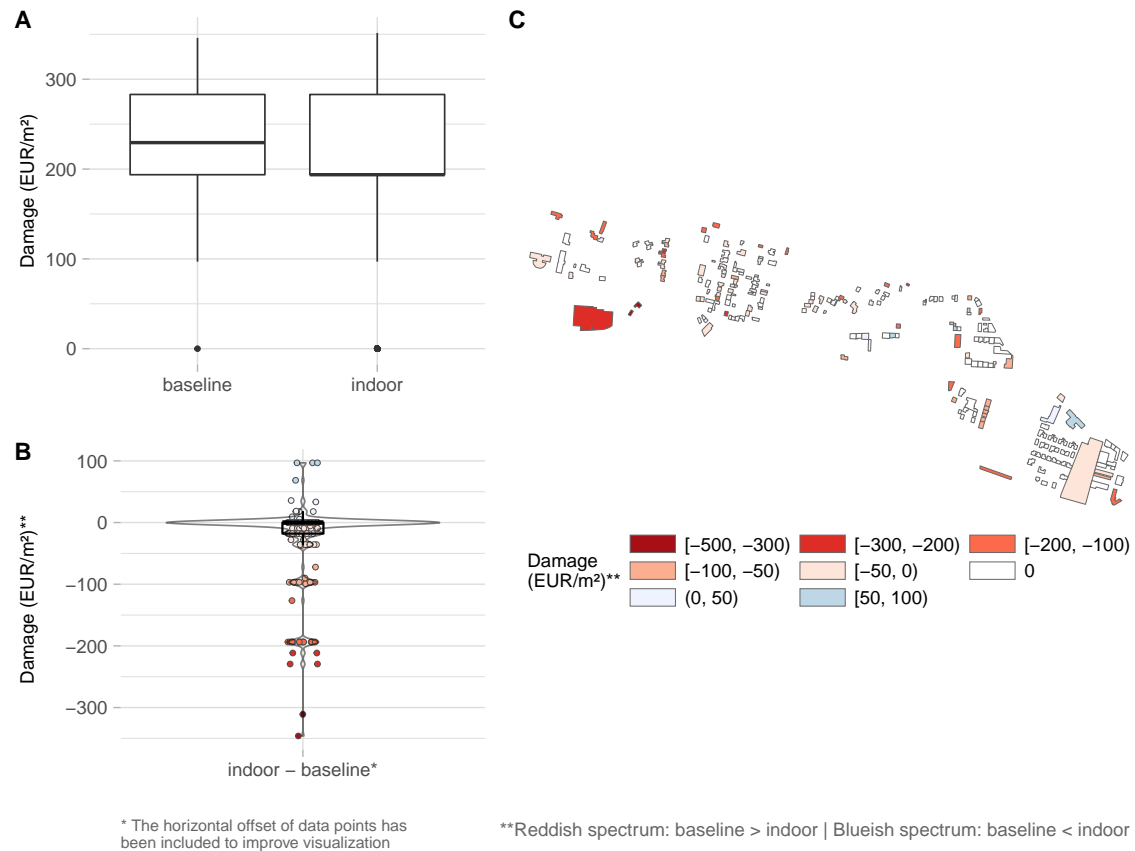 A
Damage (EUR/m²)
300
200
100
0
baseline
indoor
B
Damage (EUR/m²)**
100
0
−100
−200
−300
indoor − baseline*
* The horizontal offset of data points has
been included to improve visualization
C
Damage
(EUR/m²)**
[−500, −300)
[−300, −200)
[−200, −100)
[−100, −50)
[−50, 0)
0
(0, 50)
[50, 100)
**Reddish spectrum: baseline > indoor | Blueish spectrum: baseline < indoor